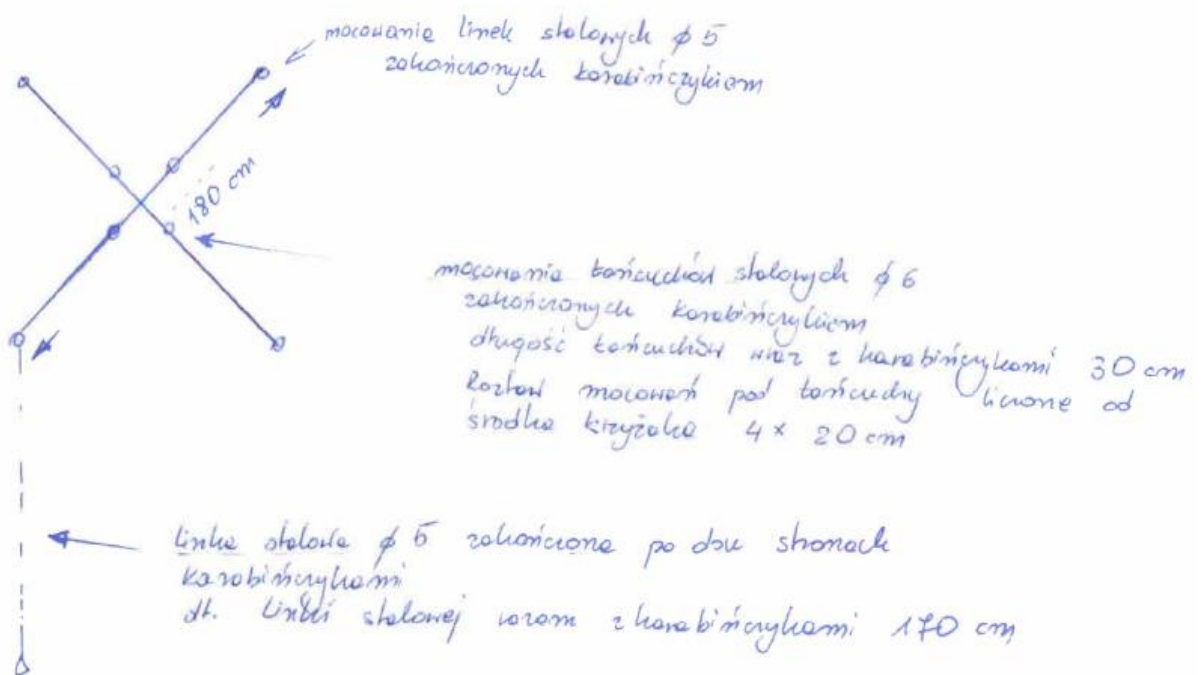 mocowanie linek stalowych φ 5
zakończonych karabińczykiem
180 cm
mocowanie łańcuchów stalowych φ 6
zakończonych karabińczykiem
długość łańcuchów wraz z karabińczykami 30 cm
Rozstaw mocowań pod łańcuchy liczone od
środka krzyżaka 4 x 20 cm
linka stalowa φ 5 zakończona po dwu stronach
karabińczykami
dł. linki stalowej razem z karabińczykami 170 cm